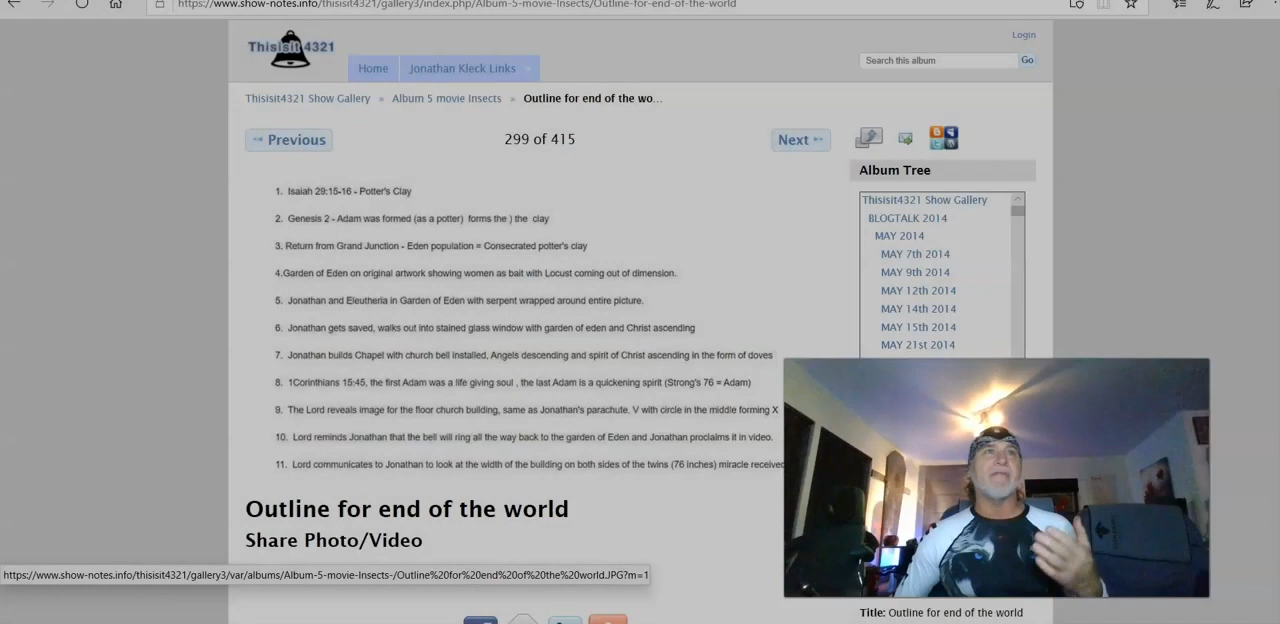 https://www.show-notes.info/thisisit4321/gallery3/index.php/Album-5-movie-Insects/Outline-for-end-of-the-world
Thisisit 4321
Login
Home
Jonathan Kleck Links
Search this album
Go
Thisisit4321 Show Gallery » Album 5 movie Insects » Outline for end of the wo...
Previous
299 of 415
Next
Album Tree
1. Isaiah 29:15-16 - Potter's Clay
2. Genesis 2 - Adam was formed (as a potter) forms the ) the clay
3. Return from Grand Junction - Eden population = Consecrated potter's clay
4.Garden of Eden on original artwork showing women as bait with Locust coming out of dimension.
5. Jonathan and Eleutheria in Garden of Eden with serpent wrapped around entire picture.
6. Jonathan gets saved, walks out into stained glass window with garden of eden and Christ ascending
7. Jonathan builds Chapel with church bell installed, Angels descending and spirit of Christ ascending in the form of doves
8. 1Corinthians 15:45, the first Adam was a life giving soul , the last Adam is a quickening spirit (Strong's 76 = Adam)
9. The Lord reveals image for the floor church building, same as Jonathan's parachute. V with circle in the middle forming X
10. Lord reminds Jonathan that the bell will ring all the way back to the garden of Eden and Jonathan proclaims it in video.
11. Lord communicates to Jonathan to look at the width of the building on both sides of the twins (76 inches) miracle received
Thisisit4321 Show Gallery
BLOGTALK 2014
MAY 2014
MAY 7th 2014
MAY 9th 2014
MAY 12th 2014
MAY 14th 2014
MAY 15th 2014
MAY 21st 2014
Outline for end of the world
Share Photo/Video
https://www.show-notes.info/thisisit4321/gallery3/var/albums/Album-5-movie-Insects-/Outline%20for%20end%20of%20the%20world.JPG?m=1
Title: Outline for end of the world